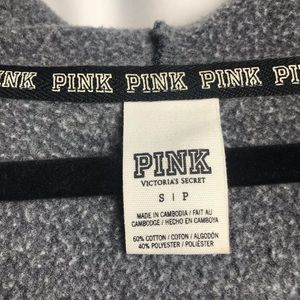 PINK PINK PINK PINK PINK
PINK
VICTORIA'S SECRET
S | P
MADE IN CAMBODIA / FAIT AU
CAMBODGE / HECHO EN CAMBOYA
60% COTTON / COTON / ALGODÓN
40% POLYESTER / POLIÉSTER